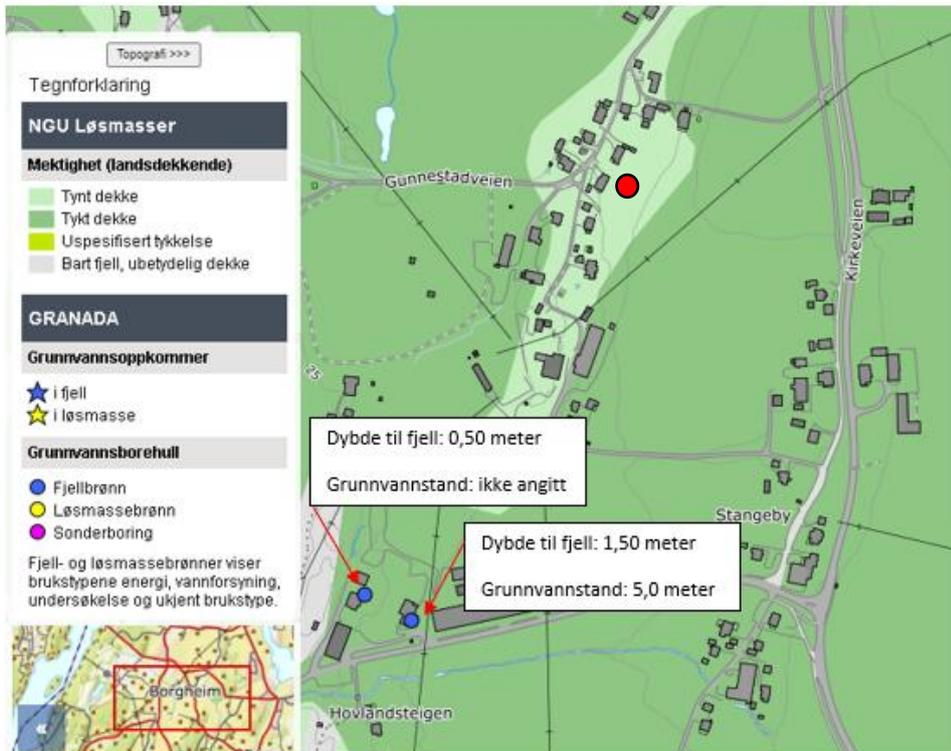 Topografi >>>
Tegnforklaring
NGU Løsmasser
Mektighet (landsdekkende)
Tynt dekke
Tykt dekke
Uspesifisert tykkelse
Bart fjell, ubetydelig dekke
GRANADA
Grunnvannsoppkommer
i fjell
i løsmasse
Grunnvannsborehull
Fjellbrønn
Løsmassebrønn
Sonderboring
Fjell- og løsmassebrønner viser
brukstypene energi, vannforsyning,
undersøkelse og ukjent brukstype.
Borgheim
«
Gunnestadveien
Kirkeveien
25
Dybde til fjell: 0,50 meter
Grunnvannstand: ikke angitt
Stangeby
Dybde til fjell: 1,50 meter
Grunnvannstand: 5,0 meter
Hovlandsteigen